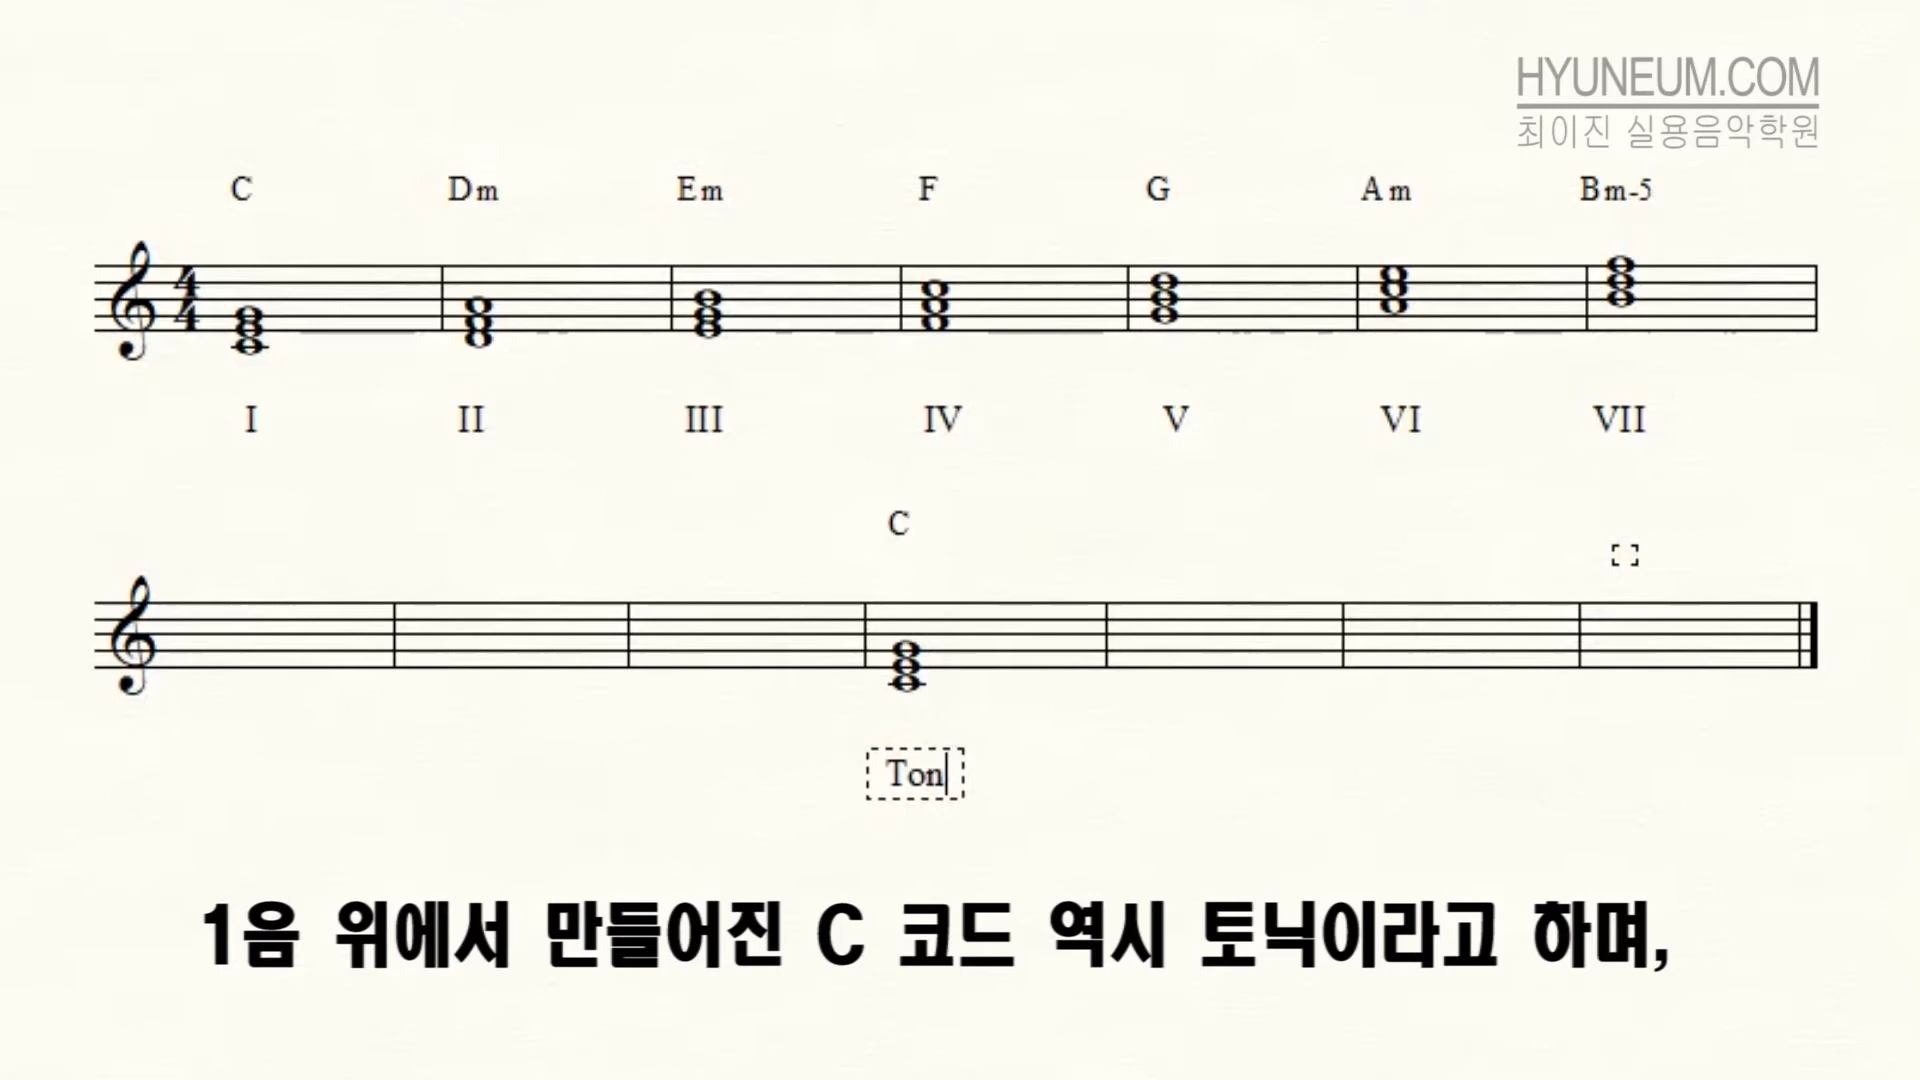 HYUNEUM.COM
최이진 실용음악학원
C Dm Em F G Am Bm-5
4
4
I II III IV V VI VII
C
Ton
1음 위에서 만들어진 C 코드 역시 토닉이라고 하며,